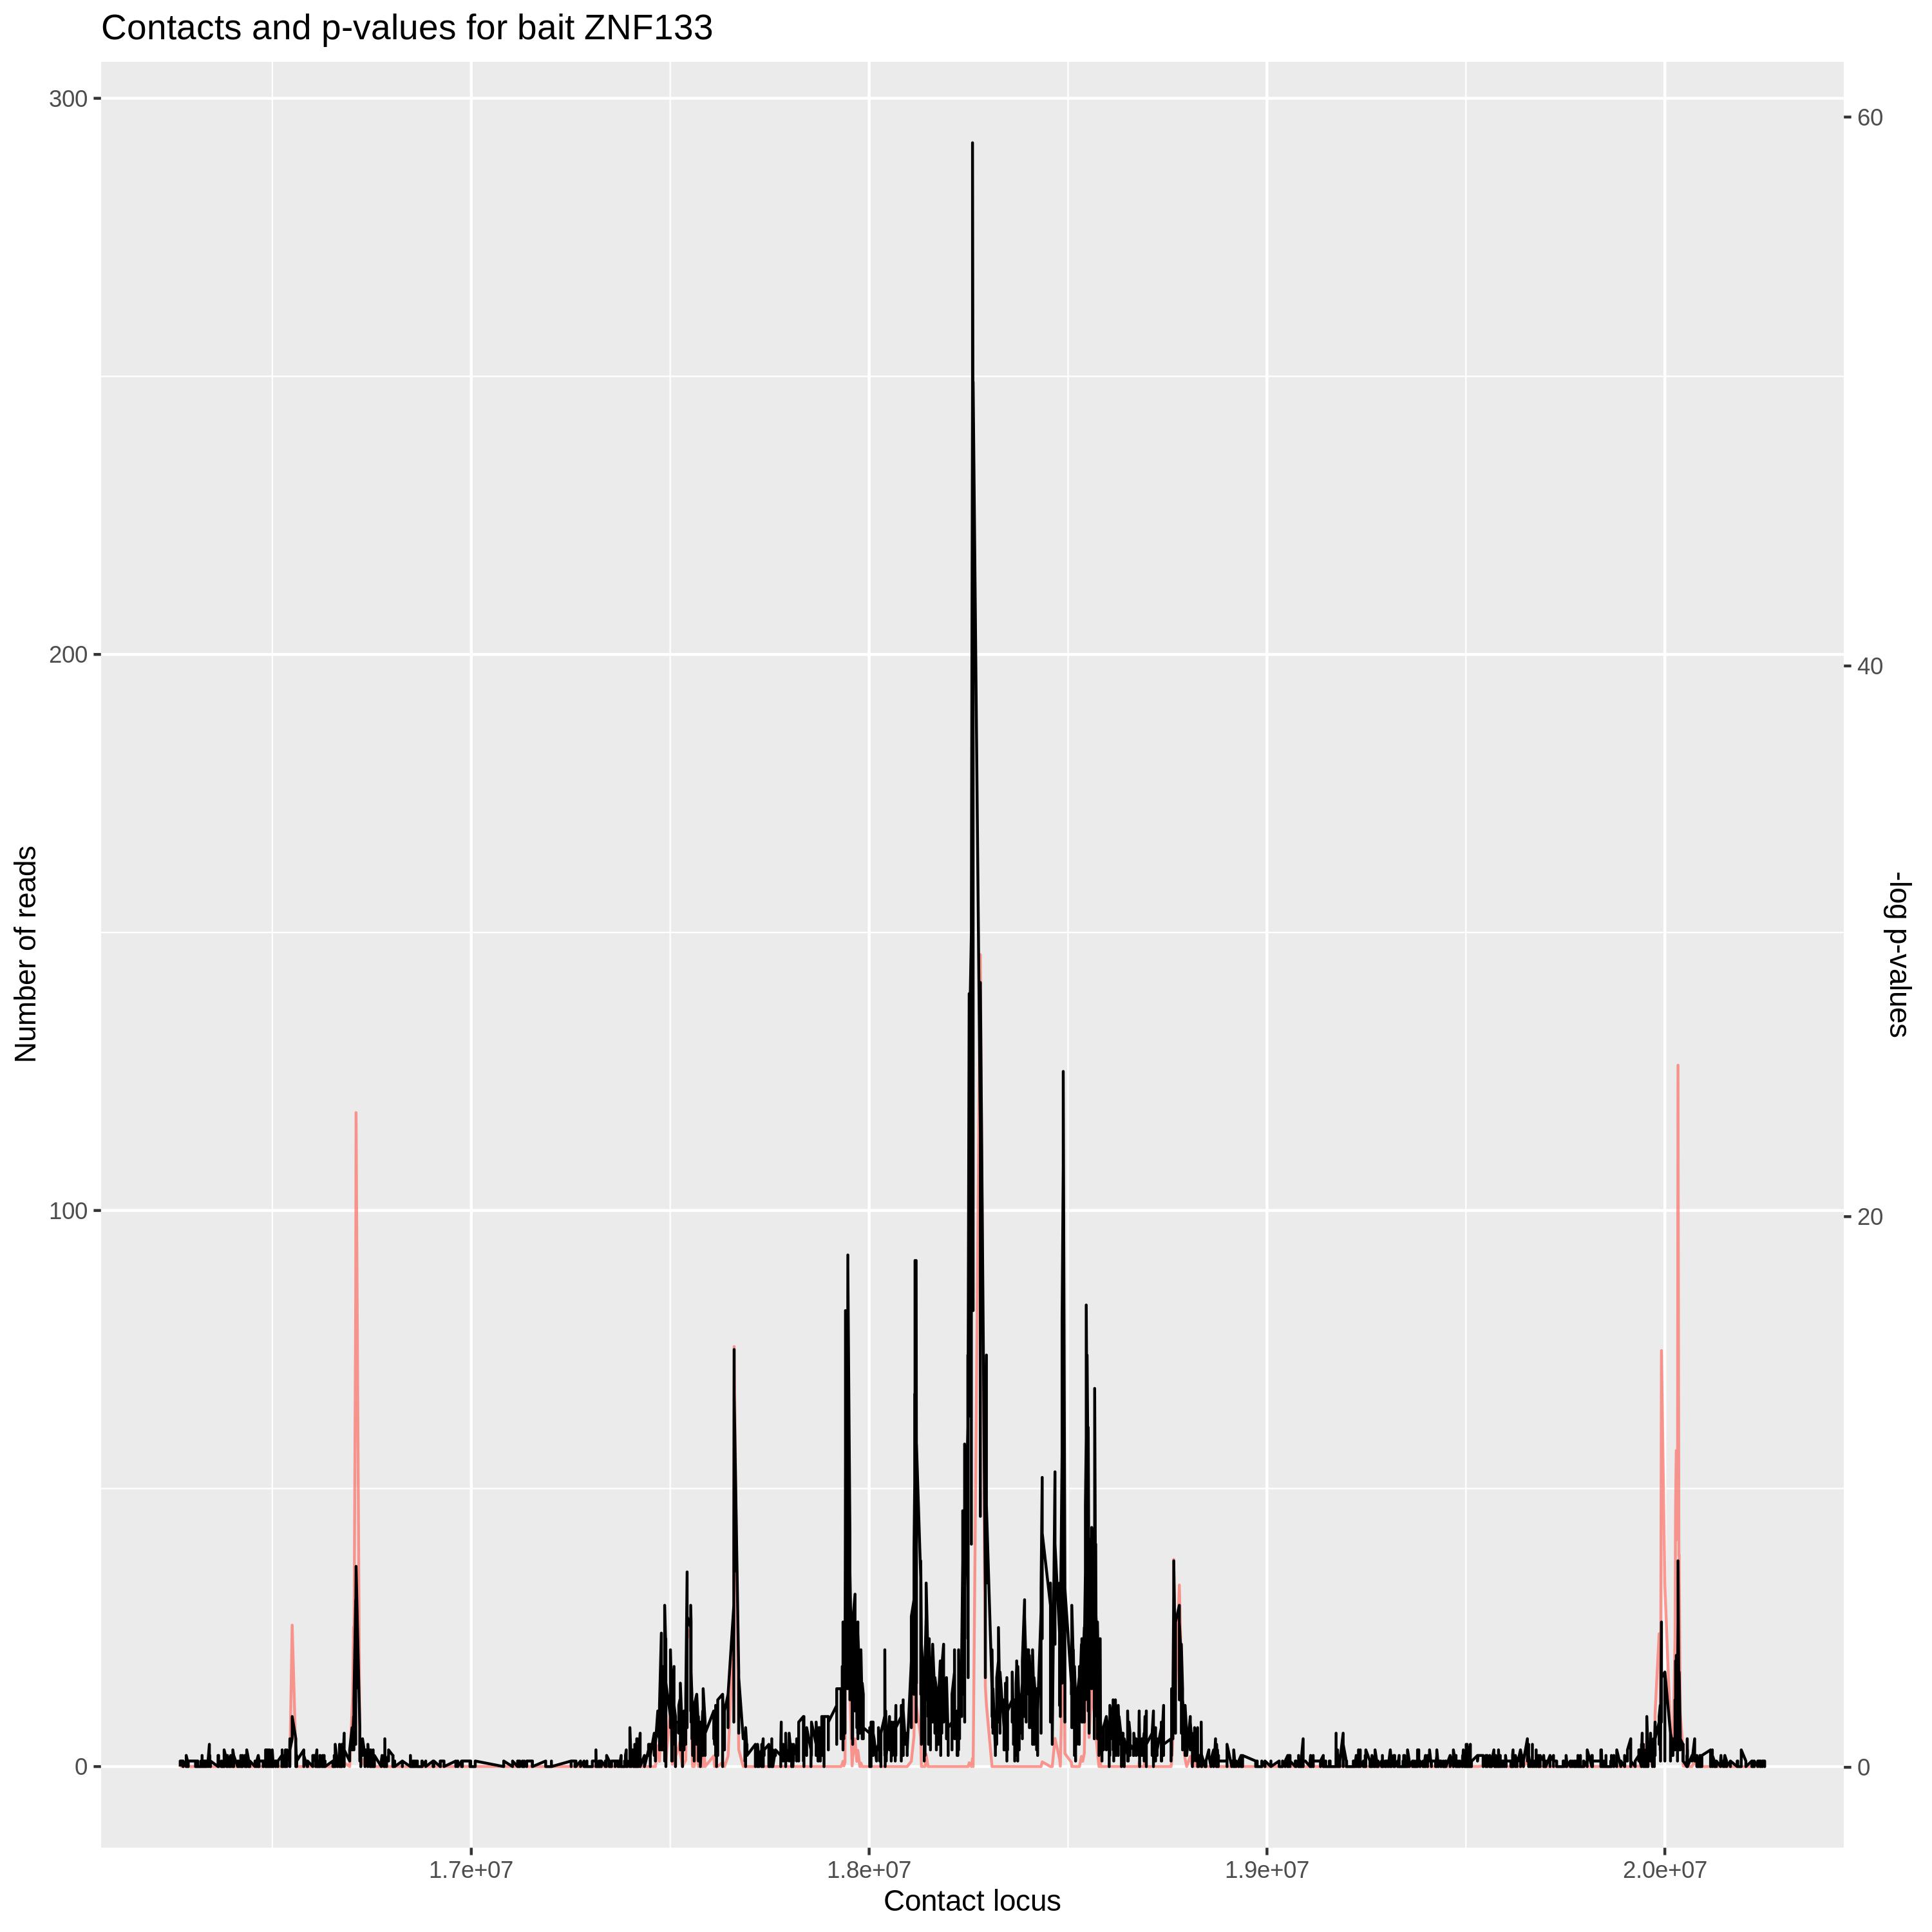 Contacts and p-values for bait ZNF133
300
200
100
0
Number of reads
60
40
20
0
-log p-values
1.7e+07
1.8e+07
1.9e+07
2.0e+07
Contact locus